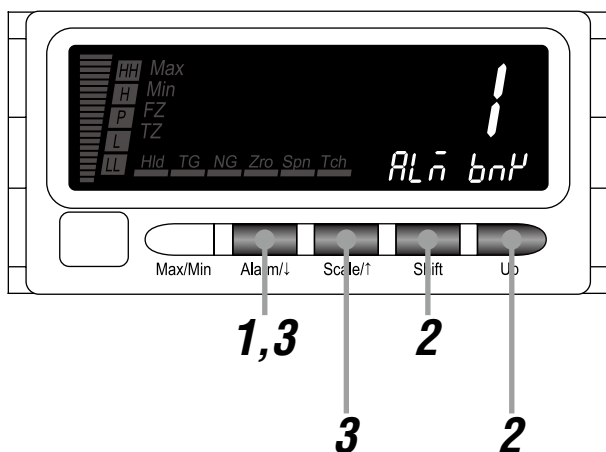 HH Max
H Min
P FZ
L TZ
LL Hld TG NG Zro Spn Tch
1
ALM bnK
Max/Min Alarm/↓ Scale/↑ Shift Up
1,3 3 2 2